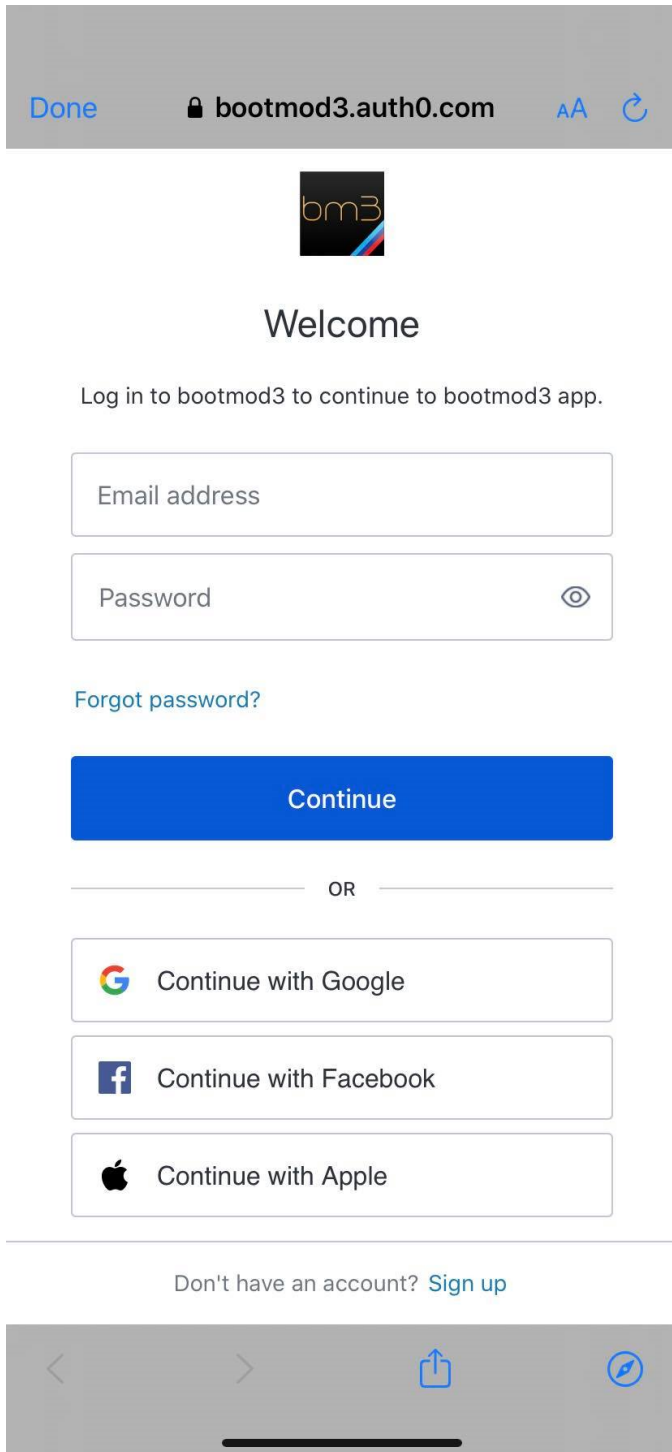 Done bootmod3.auth0.com AA
bm3
Welcome
Log in to bootmod3 to continue to bootmod3 app.
Email address
Password
Forgot password?
Continue
OR
Continue with Google
Continue with Facebook
Continue with Apple
Don't have an account? Sign up